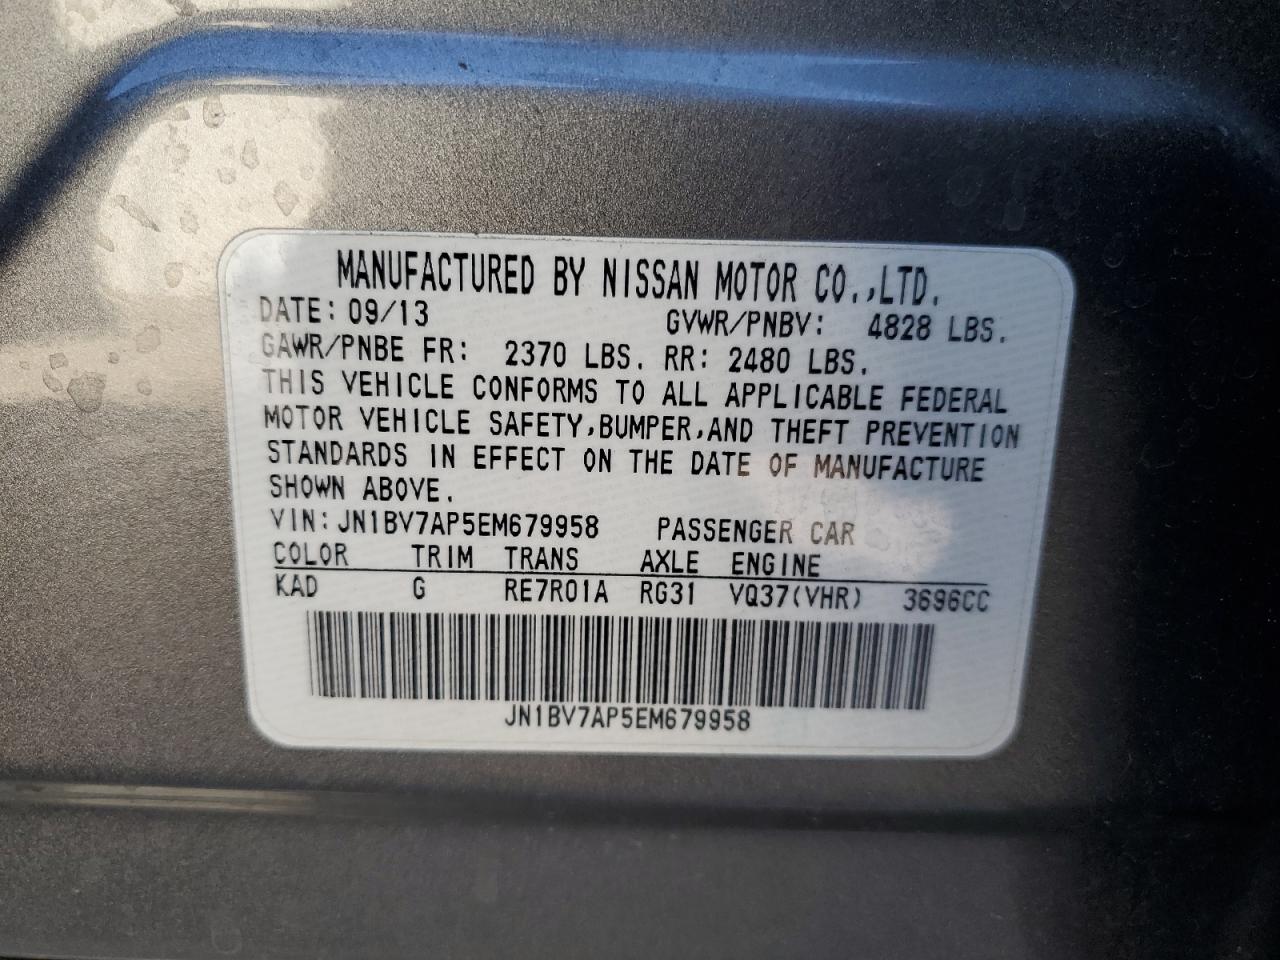 MANUFACTURED BY NISSAN MOTOR CO.,LTD.
DATE: 09/13 GVWR/PNBV: 4828 LBS.
GAWR/PNBE FR: 2370 LBS. RR: 2480 LBS.
THIS VEHICLE CONFORMS TO ALL APPLICABLE FEDERAL
MOTOR VEHICLE SAFETY,BUMPER,AND THEFT PREVENTION
STANDARDS IN EFFECT ON THE DATE OF MANUFACTURE
SHOWN ABOVE.
VIN:JN1BV7AP5EM679958 PASSENGER CAR
COLOR TRIM TRANS AXLE ENGINE
KAD G RE7R01A RG31 VQ37(VHR) 3696CC
JN1BV7AP5EM679958